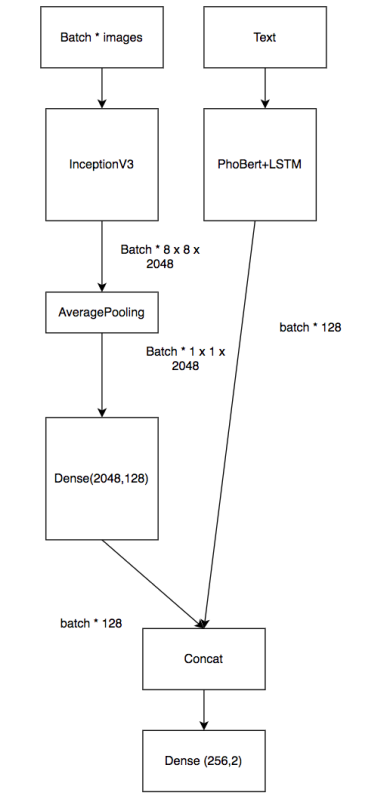 Batch * images
Text
InceptionV3
PhoBert+LSTM
Batch * 8 x 8 x
2048
AveragePooling
batch * 128
Batch * 1 x 1 x
2048
Dense(2048,128)
batch * 128
Concat
Dense (256,2)